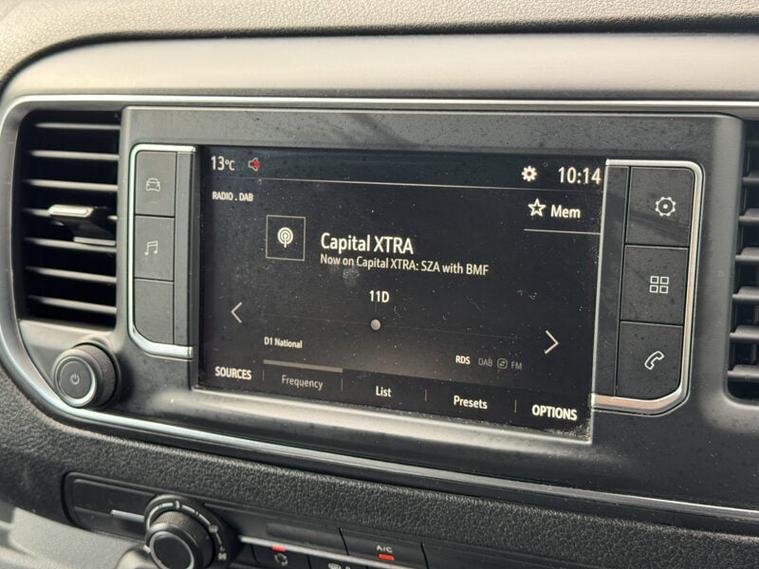 13°C
10:14
RADIO . DAB
Mem
Capital XTRA
Now on Capital XTRA: SZA with BMF
11D
D1 National
RDS DAB FM
SOURCES Frequency List Presets OPTIONS
A/C